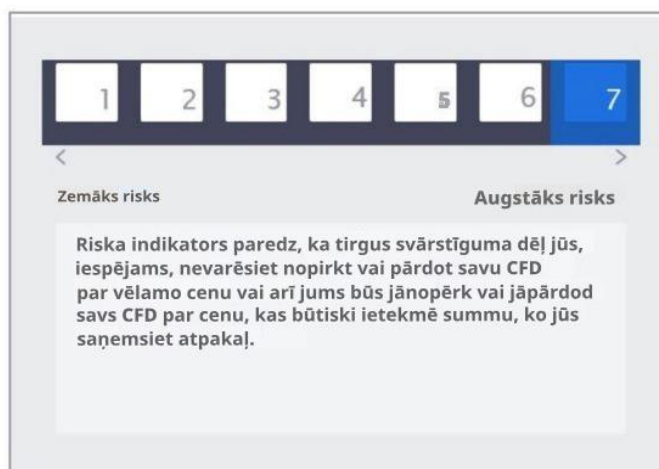 1 2 3 4 5 6 7
< >
Zemāks risks Augstāks risks
Riska indikators paredz, ka tirgus svārstīguma dēļ jūs,
iespējams, nevarēsiet nopirkt vai pārdot savu CFD
par vēlamo cenu vai arī jums būs jānopērk vai jāpārdod
savs CFD par cenu, kas būtiski ietekmē summu, ko jūs
saņemsiet atpakaļ.